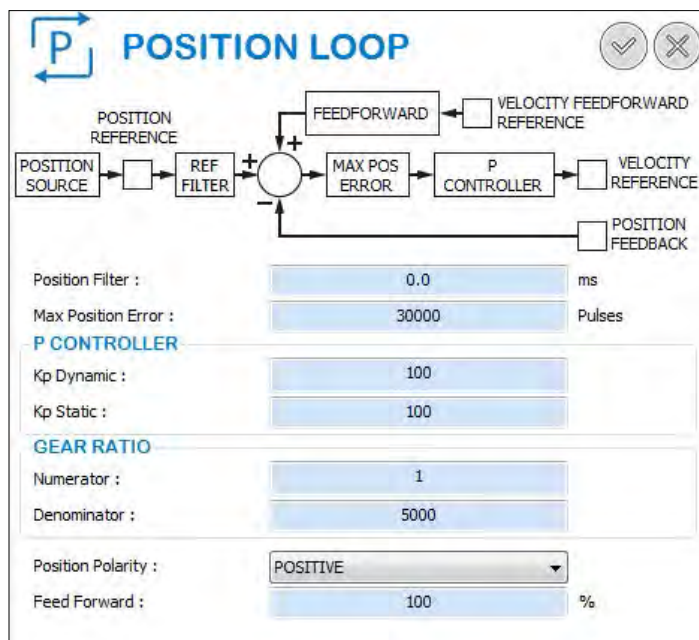 P
POSITION LOOP
POSITION
REFERENCE
FEEDFORWARD
VELOCITY FEEDFORWARD
REFERENCE
POSITION
SOURCE
REF
FILTER
+
+
−
MAX POS
ERROR
P
CONTROLLER
VELOCITY
REFERENCE
POSITION
FEEDBACK
Position Filter : 0.0 ms
Max Position Error : 30000 Pulses
P CONTROLLER
Kp Dynamic : 100
Kp Static : 100
GEAR RATIO
Numerator : 1
Denominator : 5000
Position Polarity : POSITIVE
Feed Forward : 100 %